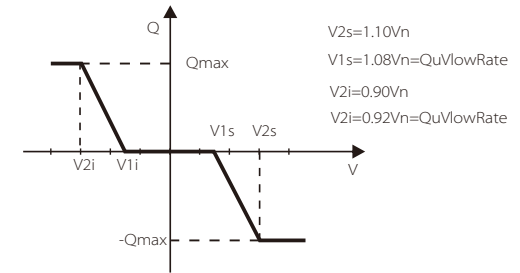 Q
V2s=1.10Vn
Qmax
V1s=1.08Vn=QuVlowRate
V2i=0.90Vn
V2i=0.92Vn=QuVlowRate
V1s V2s
V2i V1i
V
-Qmax